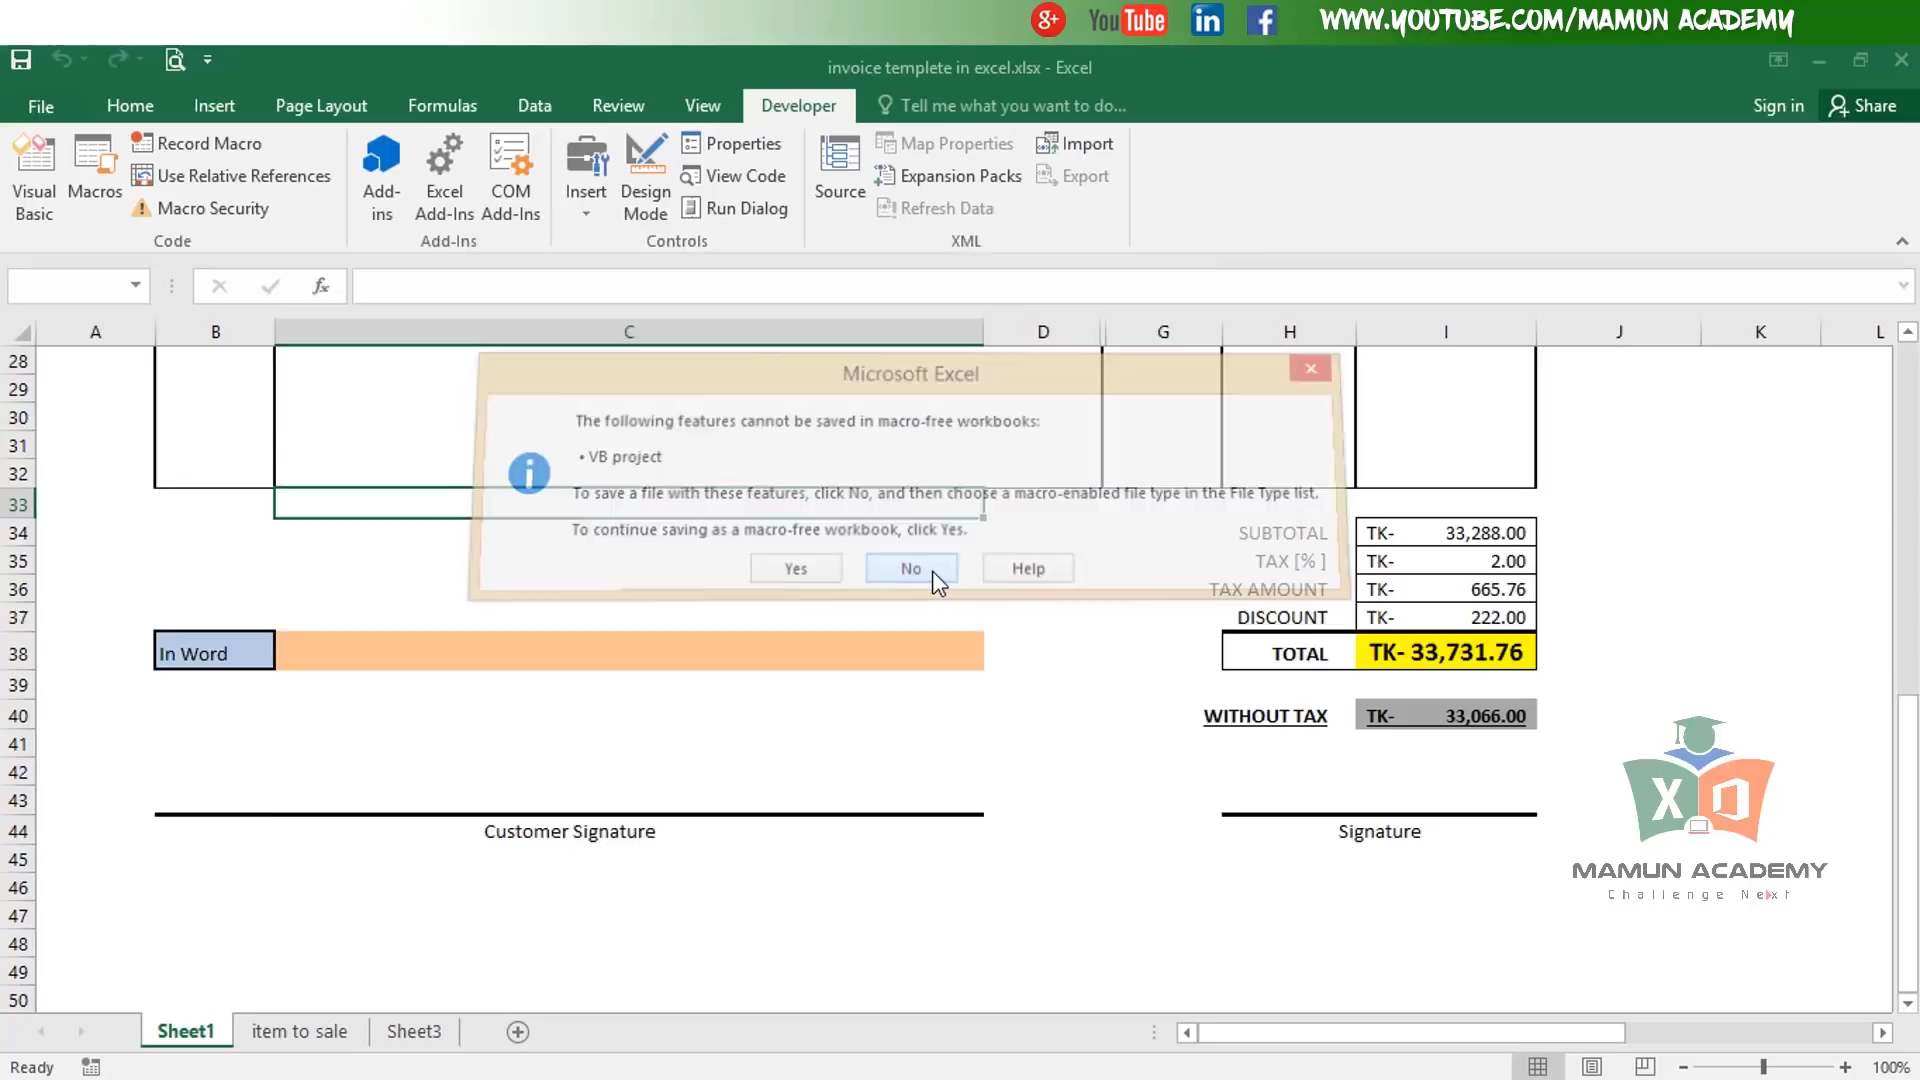 g+ YouTube in f WWW.YOUTUBE.COM/MAMUN ACADEMY
invoice templete in excel.xlsx - Excel
File Home Insert Page Layout Formulas Data Review View Developer Tell me what you want to do... Sign in Share
Visual Basic
Macros
Record Macro
Use Relative References
Macro Security
Code
Add-ins
Excel Add-Ins
COM Add-Ins
Add-Ins
Insert
Design Mode
Properties
View Code
Run Dialog
Controls
Source
Map Properties
Expansion Packs
Refresh Data
Import
Export
XML
fx
A B C D G H I J K L
28
29
30
31
32
33
Microsoft Excel
The following features cannot be saved in macro-free workbooks:
• VB project
To save a file with these features, click No, and then choose a macro-enabled file type in the File Type list.
To continue saving as a macro-free workbook, click Yes.
Yes No Help
34 SUBTOTAL TK- 33,288.00
35 TAX [% ] TK- 2.00
36 TAX AMOUNT TK- 665.76
37 DISCOUNT TK- 222.00
38 In Word TOTAL TK- 33,731.76
39
40 WITHOUT TAX TK- 33,066.00
41
42
43
44 Customer Signature Signature
45
46
47
48
49
50
X
MAMUN ACADEMY
Challenge Next
Sheet1 item to sale Sheet3
Ready 100%